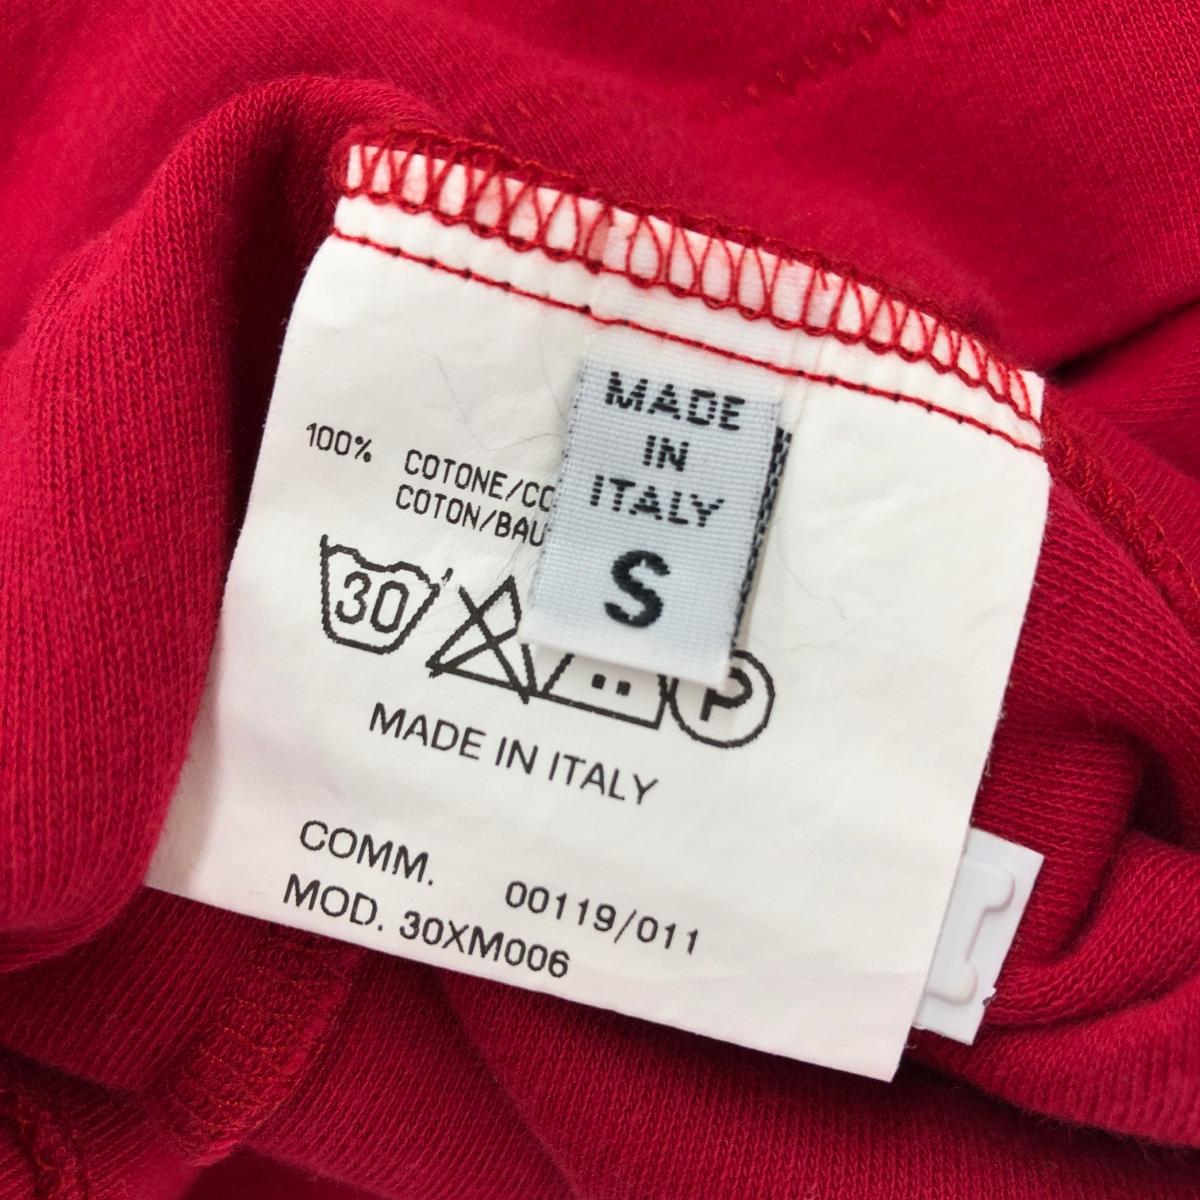 MADE
IN
ITALY
S
100% COTONE/CO
COTON/BAU
30
P
MADE IN ITALY
COMM. 00119/011
MOD. 30XM006